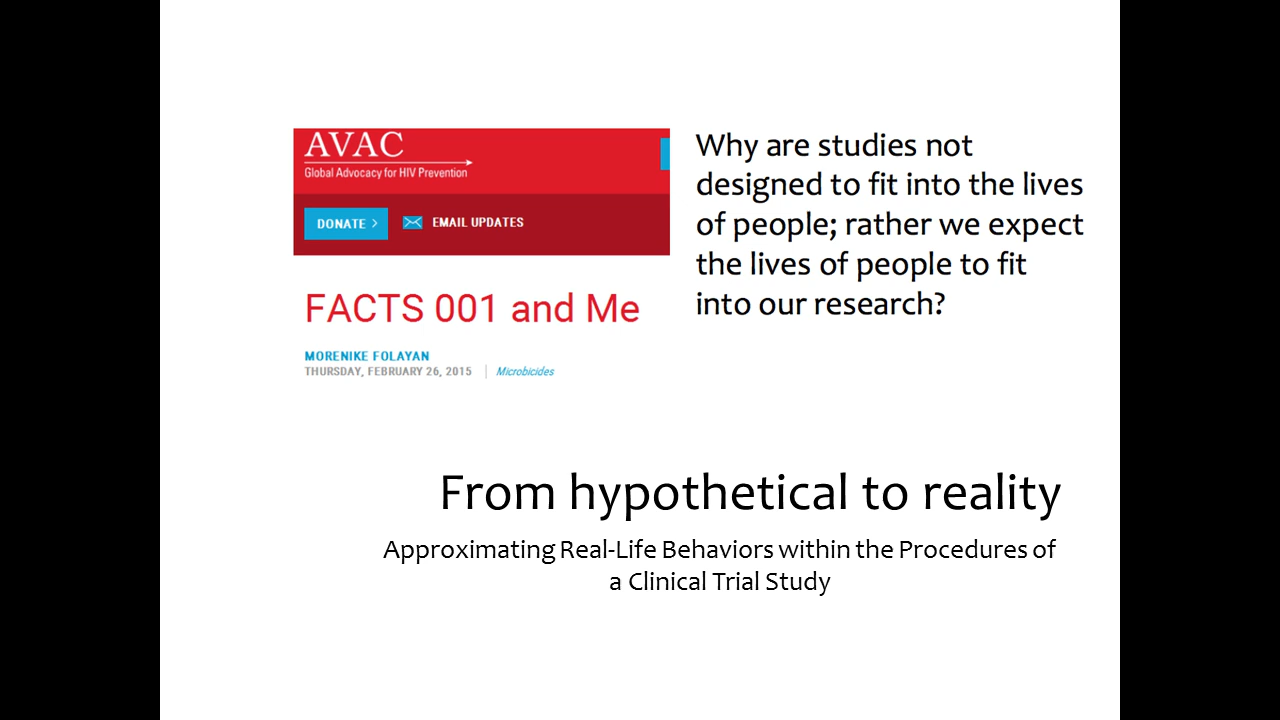 AVAC
Global Advocacy for HIV Prevention
DONATE >
EMAIL UPDATES
FACTS 001 and Me
MORENIKE FOLAYAN
THURSDAY, FEBRUARY 26, 2015 | Microbicides
Why are studies not
designed to fit into the lives
of people; rather we expect
the lives of people to fit
into our research?
From hypothetical to reality
Approximating Real-Life Behaviors within the Procedures of
a Clinical Trial Study